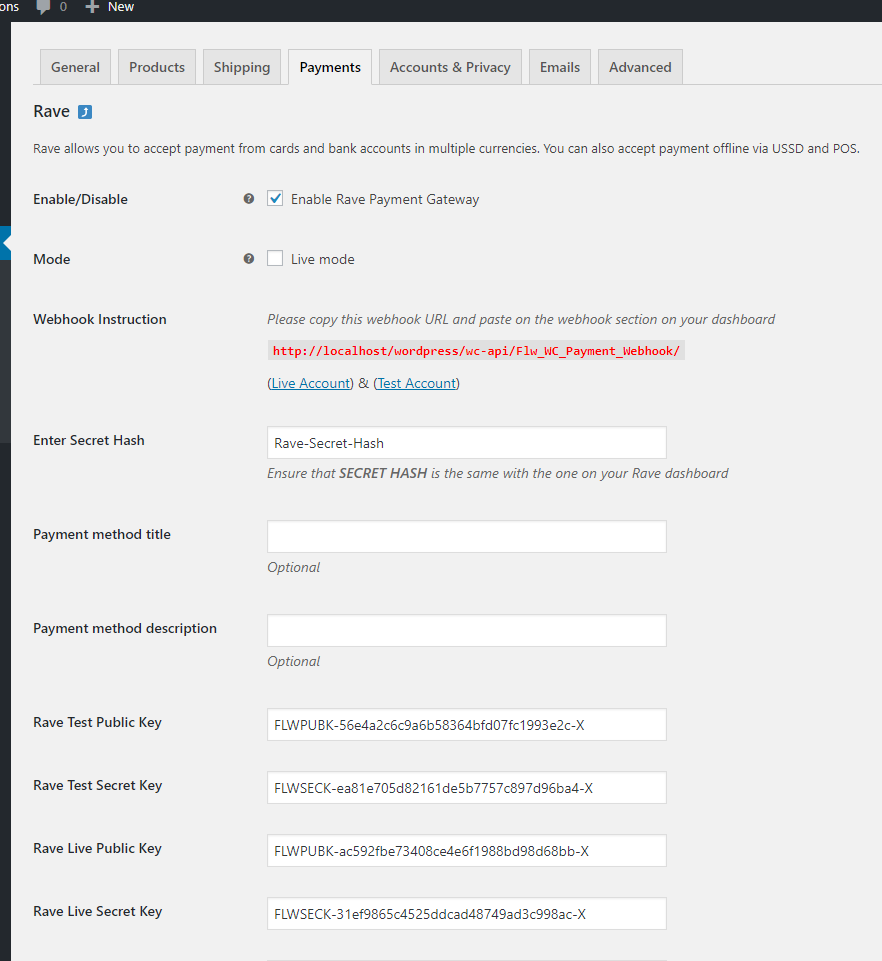 ons 0 New
General Products Shipping Payments Accounts & Privacy Emails Advanced
Rave
Rave allows you to accept payment from cards and bank accounts in multiple currencies. You can also accept payment offline via USSD and POS.
Enable/Disable Enable Rave Payment Gateway
Mode Live mode
Webhook Instruction Please copy this webhook URL and paste on the webhook section on your dashboard
http://localhost/wordpress/wc-api/Flw_WC_Payment_Webhook/
(Live Account) & (Test Account)
Enter Secret Hash Rave-Secret-Hash
Ensure that SECRET HASH is the same with the one on your Rave dashboard
Payment method title
Optional
Payment method description
Optional
Rave Test Public Key FLWPUBK-56e4a2c6c9a6b58364bfd07fc1993e2c-X
Rave Test Secret Key FLWSECK-ea81e705d82161de5b7757c897d96ba4-X
Rave Live Public Key FLWPUBK-ac592fbe73408ce4e6f1988bd98d68bb-X
Rave Live Secret Key FLWSECK-31ef9865c4525ddcad48749ad3c998ac-X